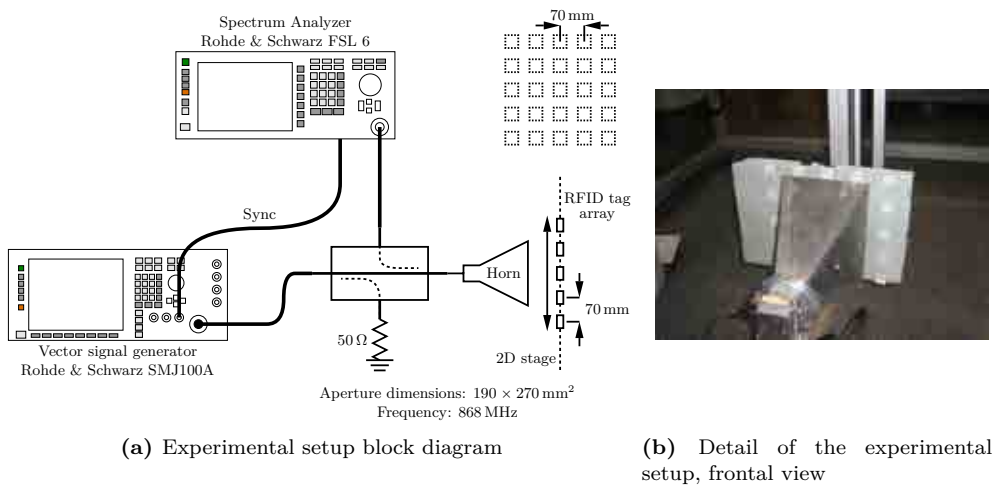 Spectrum Analyzer
Rohde & Schwarz FSL 6
70 mm
Sync
RFID tag
array
Horn
70 mm
50 Ω
2D stage
Vector signal generator
Rohde & Schwarz SMJ100A
Aperture dimensions: 190 × 270 mm²
Frequency: 868 MHz
(a) Experimental setup block diagram
(b) Detail of the experimental
setup, frontal view